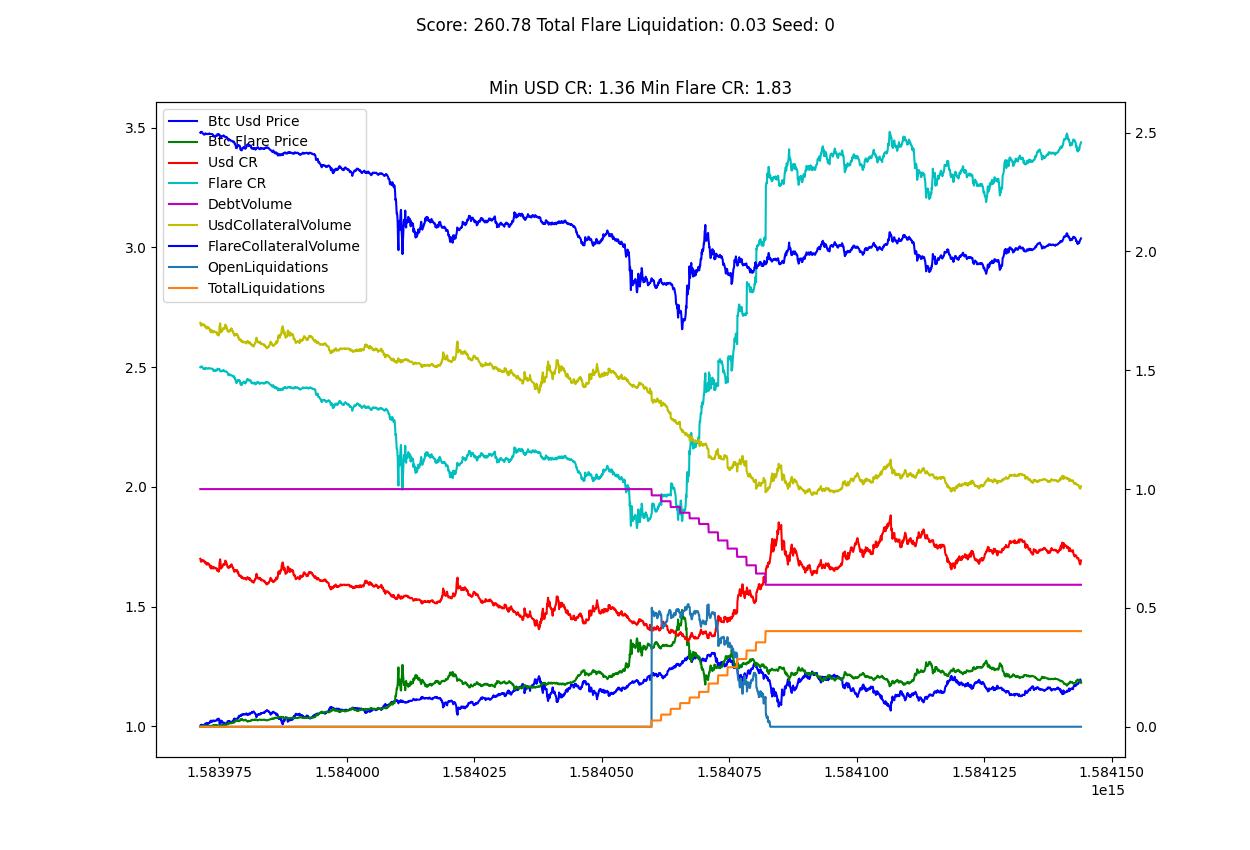 Score: 260.78 Total Flare Liquidation: 0.03 Seed: 0
Min USD CR: 1.36 Min Flare CR: 1.83
Btc Usd Price
Btc Flare Price
Usd CR
Flare CR
DebtVolume
UsdCollateralVolume
FlareCollateralVolume
OpenLiquidations
TotalLiquidations
3.5
3.0
2.5
2.0
1.5
1.0
2.5
2.0
1.5
1.0
0.5
0.0
1.583975 1.584000 1.584025 1.584050 1.584075 1.584100 1.584125 1.584150
1e15